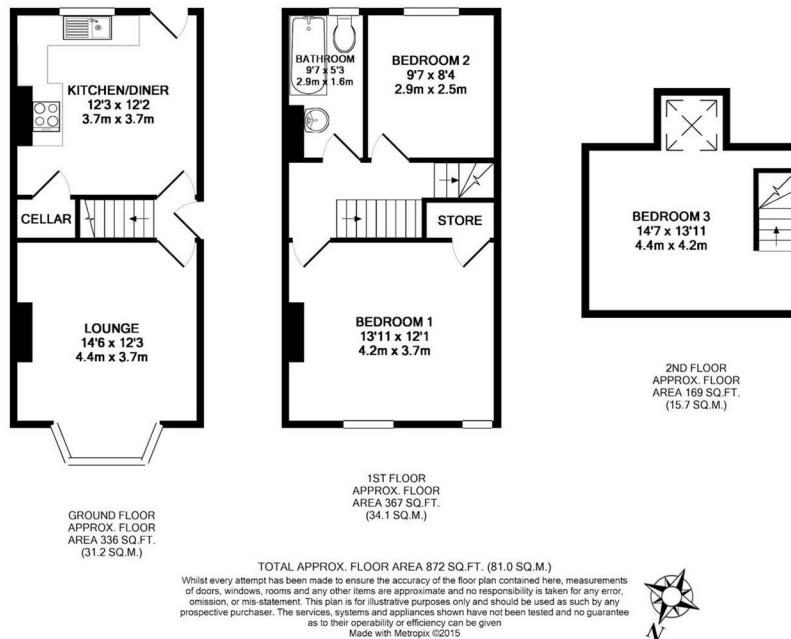 KITCHEN/DINER
12'3 x 12'2
3.7m x 3.7m
CELLAR
LOUNGE
14'6 x 12'3
4.4m x 3.7m
GROUND FLOOR
APPROX. FLOOR
AREA 336 SQ.FT.
(31.2 SQ.M.)
BATHROOM
9'7 x 5'3
2.9m x 1.6m
BEDROOM 2
9'7 x 8'4
2.9m x 2.5m
STORE
BEDROOM 1
13'11 x 12'1
4.2m x 3.7m
1ST FLOOR
APPROX. FLOOR
AREA 367 SQ.FT.
(34.1 SQ.M.)
BEDROOM 3
14'7 x 13'11
4.4m x 4.2m
2ND FLOOR
APPROX. FLOOR
AREA 169 SQ.FT.
(15.7 SQ.M.)
TOTAL APPROX. FLOOR AREA 872 SQ.FT. (81.0 SQ.M.)
Whilst every attempt has been made to ensure the accuracy of the floor plan contained here, measurements
of doors, windows, rooms and any other items are approximate and no responsibility is taken for any error,
omission, or mis-statement. This plan is for illustrative purposes only and should be used as such by any
prospective purchaser. The services, systems and appliances shown have not been tested and no guarantee
as to their operability or efficiency can be given
Made with Metropix ©2015
N